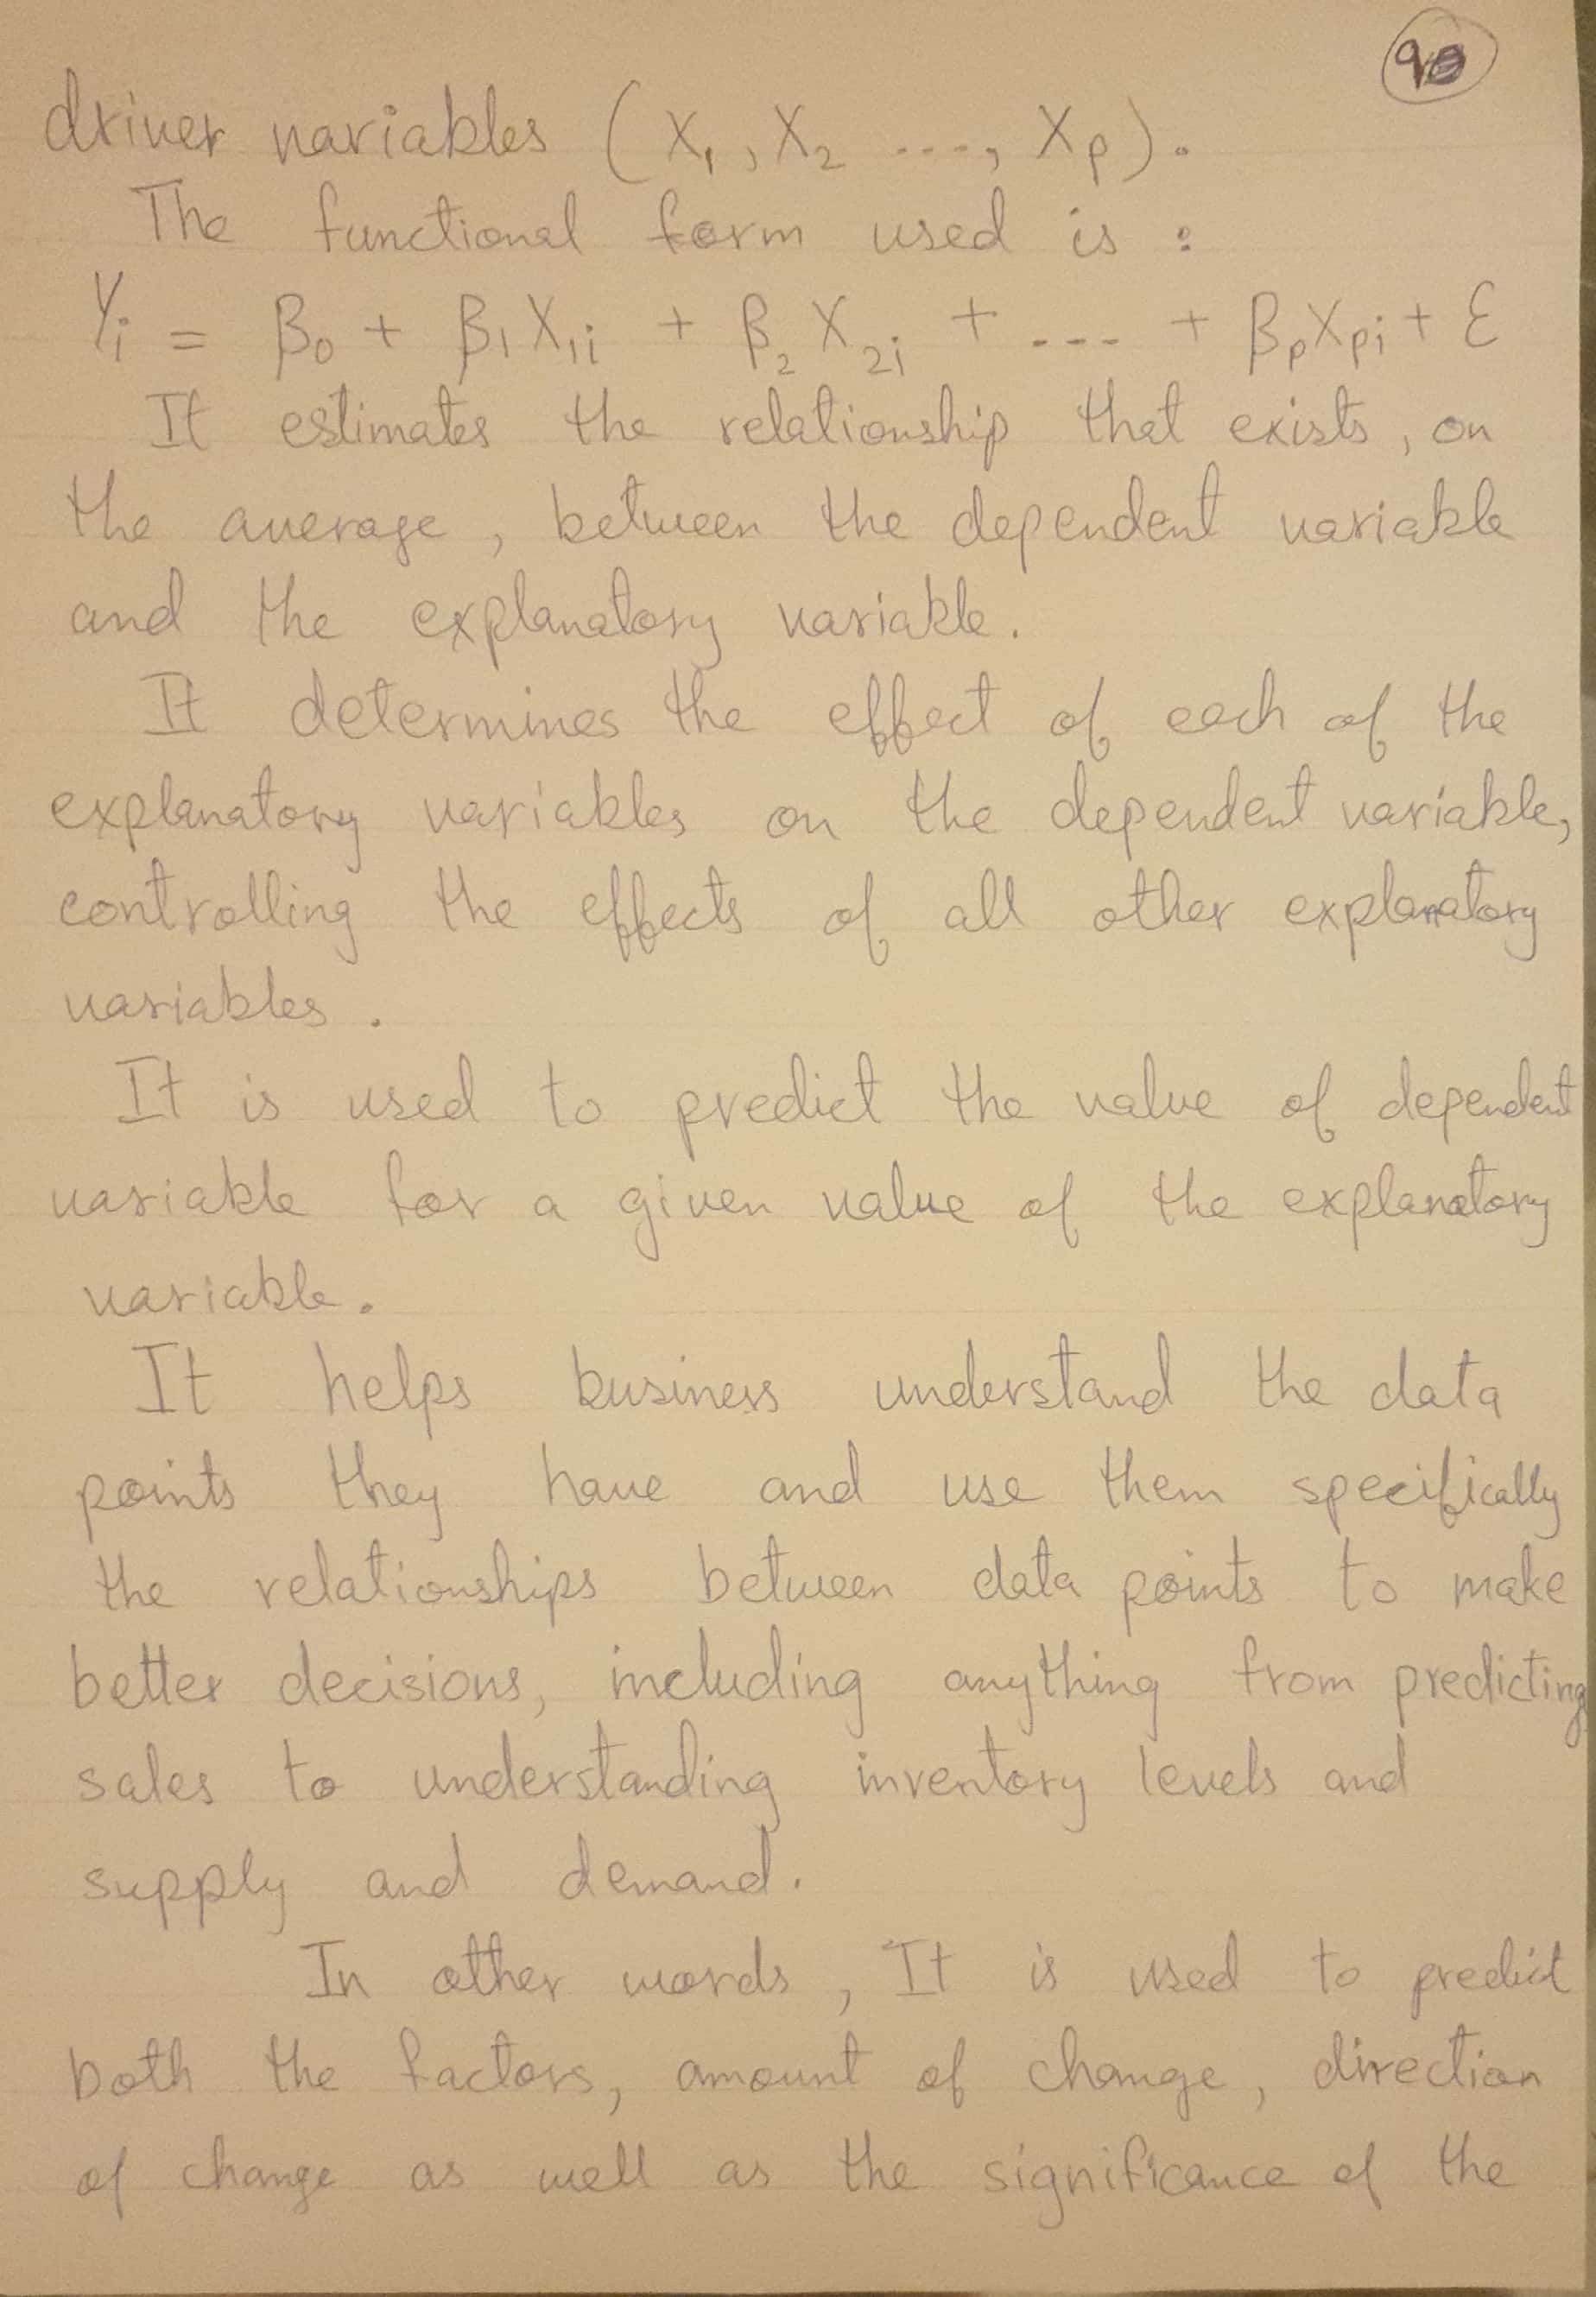 90
driver variables (X₁, X₂ ...., Xₚ).
The functional form used is :
Yᵢ = β₀ + β₁X₁ᵢ + β₂X₂ᵢ + --- + βₚXₚᵢ + ε
It estimates the relationship that exists, on
the average, between the dependent variable
and the explanatory variable.
It determines the effect of each of the
explanatory variables on the dependent variable,
controlling the effects of all other explanatory
variables.
It is used to predict the value of dependent
variable for a given value of the explanatory
variable.
It helps business understand the data
points they have and use them specifically
the relationships between data points to make
better decisions, including anything from predicting
sales to understanding inventory levels and
supply and demand.
In other words, It is used to predict
both the factors, amount of change, direction
of change as well as the significance of the